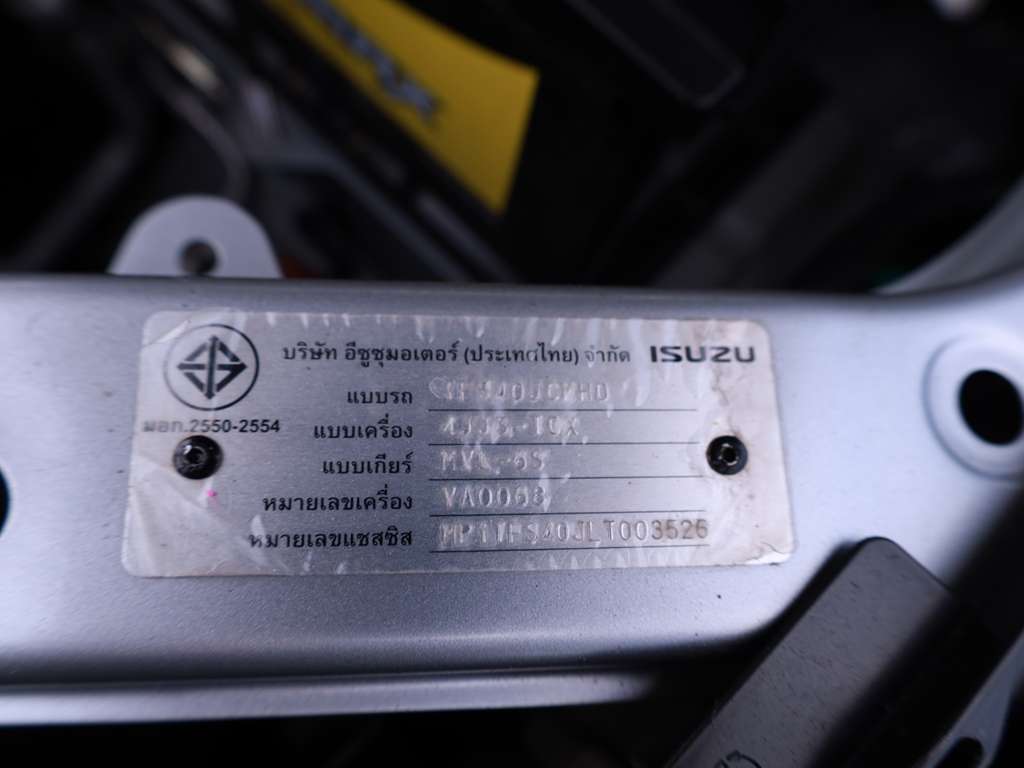 บริษัท อีซูซุมอเตอร์ (ประเทศไทย) จำกัด ISUZU
แบบรถ
มอก.2550-2554
แบบเครื่อง 4JJ3-TCX
แบบเกียร์
หมายเลขเครื่อง VA0068
หมายเลขแชสซิส